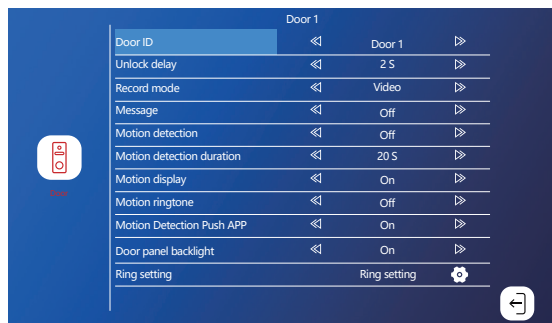 Door 1
Door ID Door 1
Unlock delay 2 S
Record mode Video
Message Off
Motion detection Off
Motion detection duration 20 S
Motion display On
Motion ringtone Off
Motion Detection Push APP On
Door panel backlight On
Ring setting Ring setting